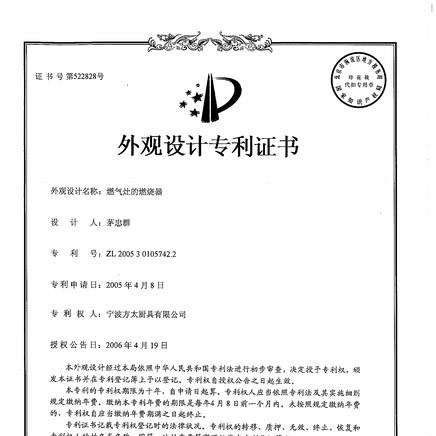 证书号第522828号
印花税
代扣专用章
外观设计专利证书
外观设计名称：燃气灶的燃烧器
设计人：茅忠群
专利号：ZL 2005 3 0105742.2
专利申请日：2005年4月8日
专利权人：宁波方太厨具有限公司
授权公告日：2006年4月19日
本外观设计经过本局依照中华人民共和国专利法进行初步审查，决定授予专利权，颁
发本证书并在专利登记簿上予以登记。专利权自授权公告之日起生效。
本专利的专利权期限为十年，自申请日起算。专利权人应当依照专利法及其实施细则
规定缴纳年费。缴纳本专利年费的期限是每年4月8日前一个月内。未按照规定缴纳年费
的，专利权自应当缴纳年费期满之日起终止。
专利证书记载专利权登记时的法律状况。专利权的转移、质押、无效、终止、恢复和